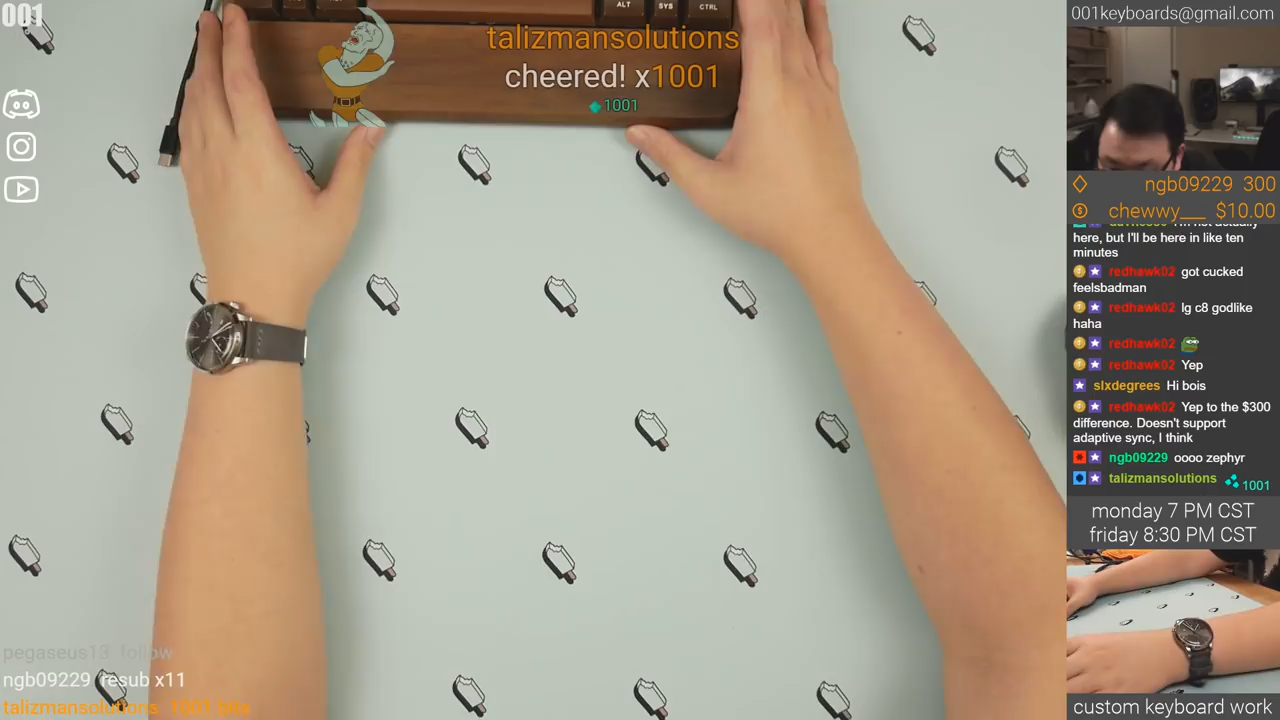 001
ALT
SYS
CTRL
talizmansolutions
cheered! x1001
1001
001keyboards@gmail.com
ngb09229 300
chewwy___ $10.00
here, but I'll be here in like ten
minutes
redhawk02 got cucked
feelsbadman
redhawk02 Ig c8 godlike
haha
redhawk02
redhawk02 Yep
slxdegrees Hi bois
redhawk02 Yep to the $300
difference. Doesn't support
adaptive sync, I think
ngb09229 oooo zephyr
talizmansolutions 1001
monday 7 PM CST
friday 8:30 PM CST
pegaseus13 follow
ngb09229 resub x11
talizmansolutions 1001 bits
custom keyboard work